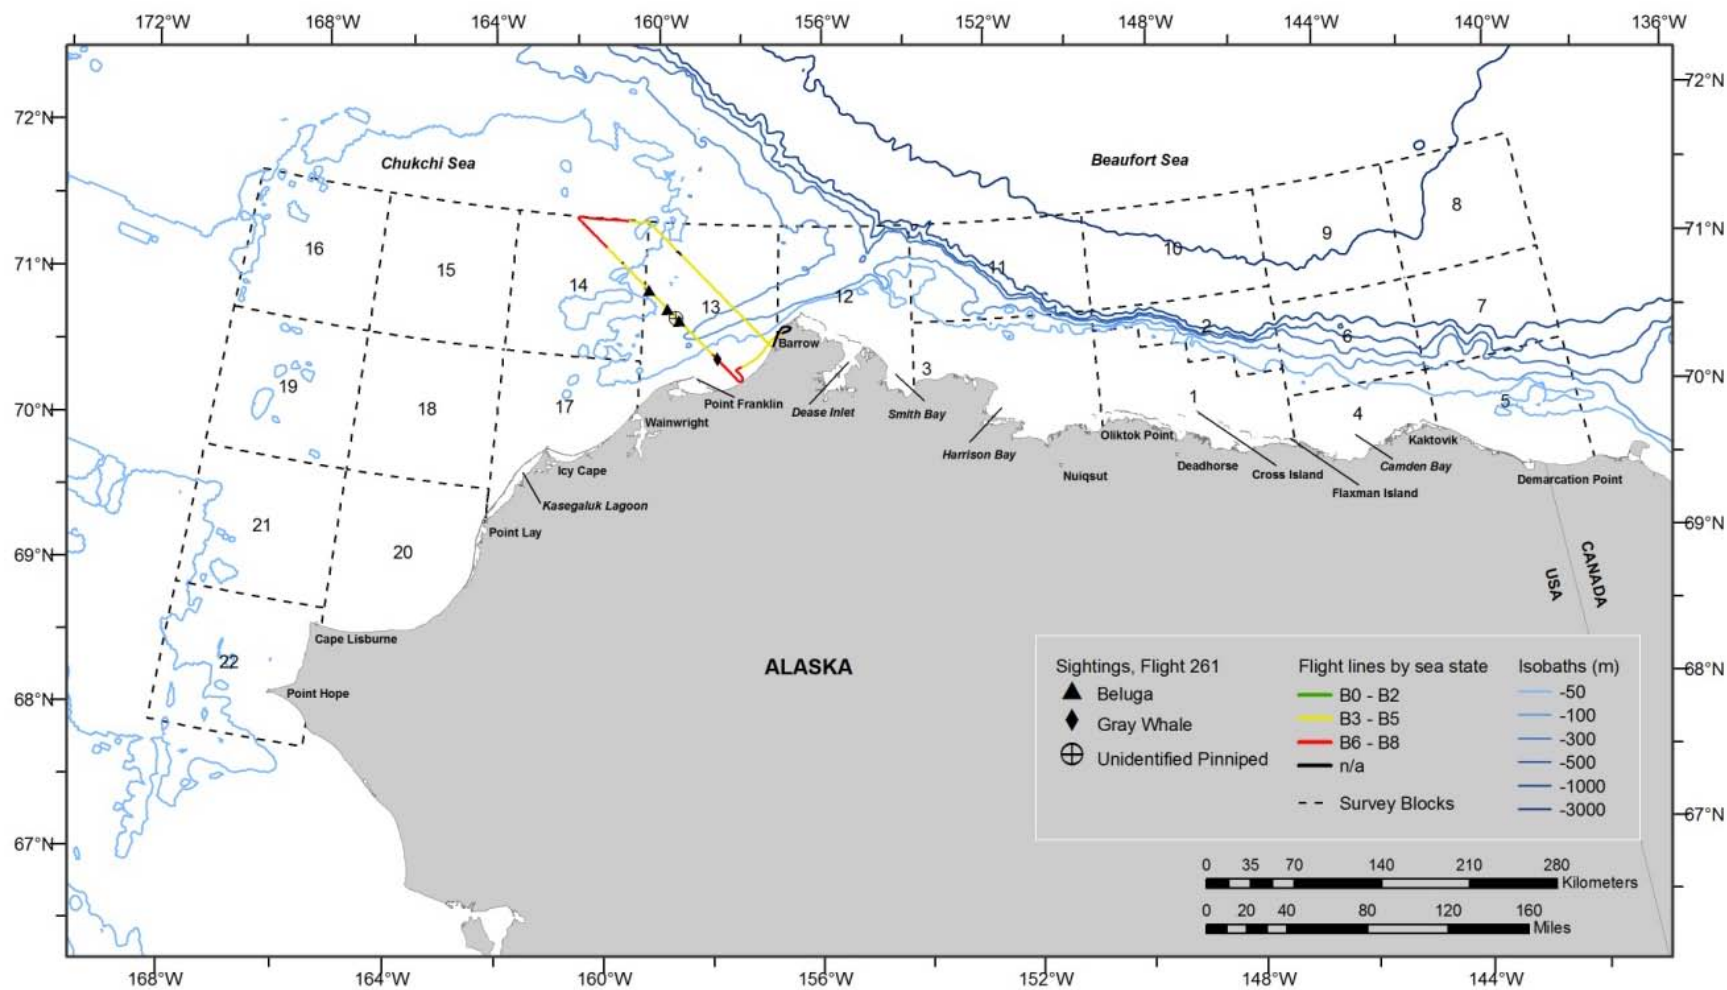 172°W 168°W 164°W 160°W 156°W 152°W 148°W 144°W 140°W 136°W
72°N 72°N
Chukchi Sea Beaufort Sea
8
16 10 9
71°N 15 14 13 12 11 71°N
7
2 6
Barrow
70°N 19 18 17 3 1 4 5 70°N
Point Franklin Dease Inlet Smith Bay
Wainwright Oliktok Point Kaktovik
Harrison Bay
Icy Cape Nuiqsut Deadhorse Cross Island Camden Bay
Flaxman Island Demarcation Point
Kasegaluk Lagoon
21 Point Lay
69°N 20 69°N
USA CANADA
Cape Lisburne
22
ALASKA
68°N Point Hope 68°N
Sightings, Flight 261
Beluga
Gray Whale
Unidentified Pinniped
Flight lines by sea state
B0 - B2
B3 - B5
B6 - B8
n/a
Survey Blocks
Isobaths (m)
-50
-100
-300
-500
-1000
-3000
67°N 67°N
0 35 70 140 210 280
Kilometers
0 20 40 80 120 160
Miles
168°W 164°W 160°W 156°W 152°W 148°W 144°W